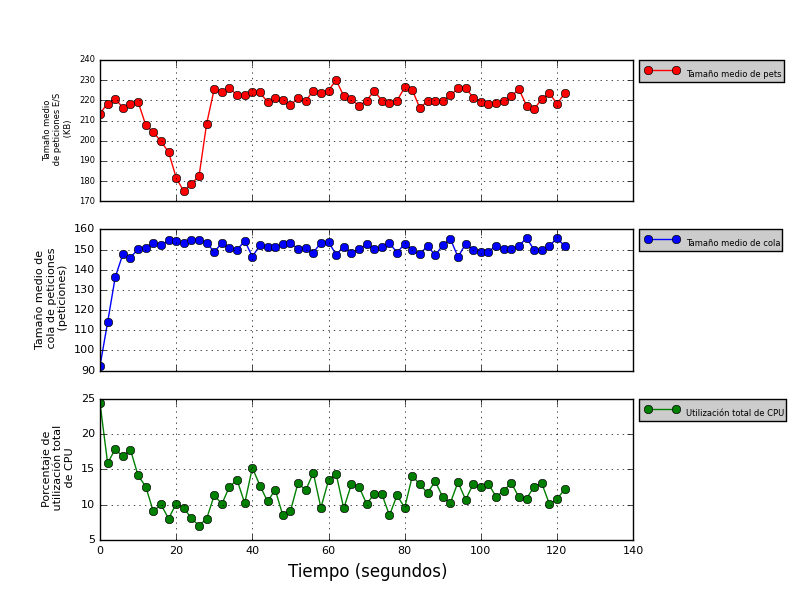 240
230
220
210
200
190
180
170
Tamaño medio
de peticiones E/S
(KB)
Tamaño medio de pets
160
150
140
130
120
110
100
90
Tamaño medio de
cola de peticiones
(peticiones)
Tamaño medio de cola
25
20
15
10
5
Porcentaje de
utilización total
de CPU
Utilización total de CPU
0 20 40 60 80 100 120 140
Tiempo (segundos)